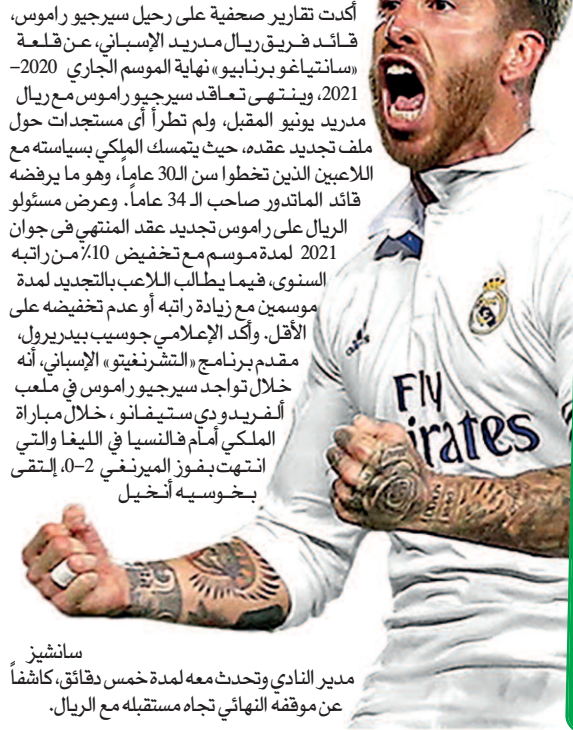 أكدت تقارير صحفية على رحيل سيرجيو راموس،
قائد فريق ريال مدريد الإسباني، عن قلعة
«سانتياغو برنابيو» نهاية الموسم الجاري 2020-
2021، وينتهى تعاقد سيرجيو راموس مع ريال
مدريد يونيو المقبل، ولم تطرأ أى مستجدات حول
ملف تجديد عقده، حيث يتمسك الملكي بسياسته مع
اللاعبين الذين تخطوا سن الـ30 عاماً، وهو ما يرفضه
قائد الماتدور صاحب الـ 34 عاماً. وعرض مسئولو
الريال على راموس تجديد عقد المنتهي فى جوان
2021 لمدة موسم مع تخفيض 10٪ من راتبه
السنوى، فيما يطالب اللاعب بالتجديد لمدة
موسمين مع زيادة راتبه أو عدم تخفيضه على
الأقل. وأكد الإعلامي جوسيب بيدريرول،
مقدم برنامج «التشرنغيتو» الإسباني، أنه
خلال تواجد سيرجيو راموس في ملعب
ألفريدو دي ستيفانو ، خلال مباراة
الملكي أمام فالنسيا في الليغا والتي
انتهت بفوز الميرنغي 2-0، إلتقى
بخوسيه أنخيل
سانشيز
مدير النادي وتحدث معه لمدة خمس دقائق، كاشفاً
عن موقفه النهائي تجاه مستقبله مع الريال.
Fly
irates